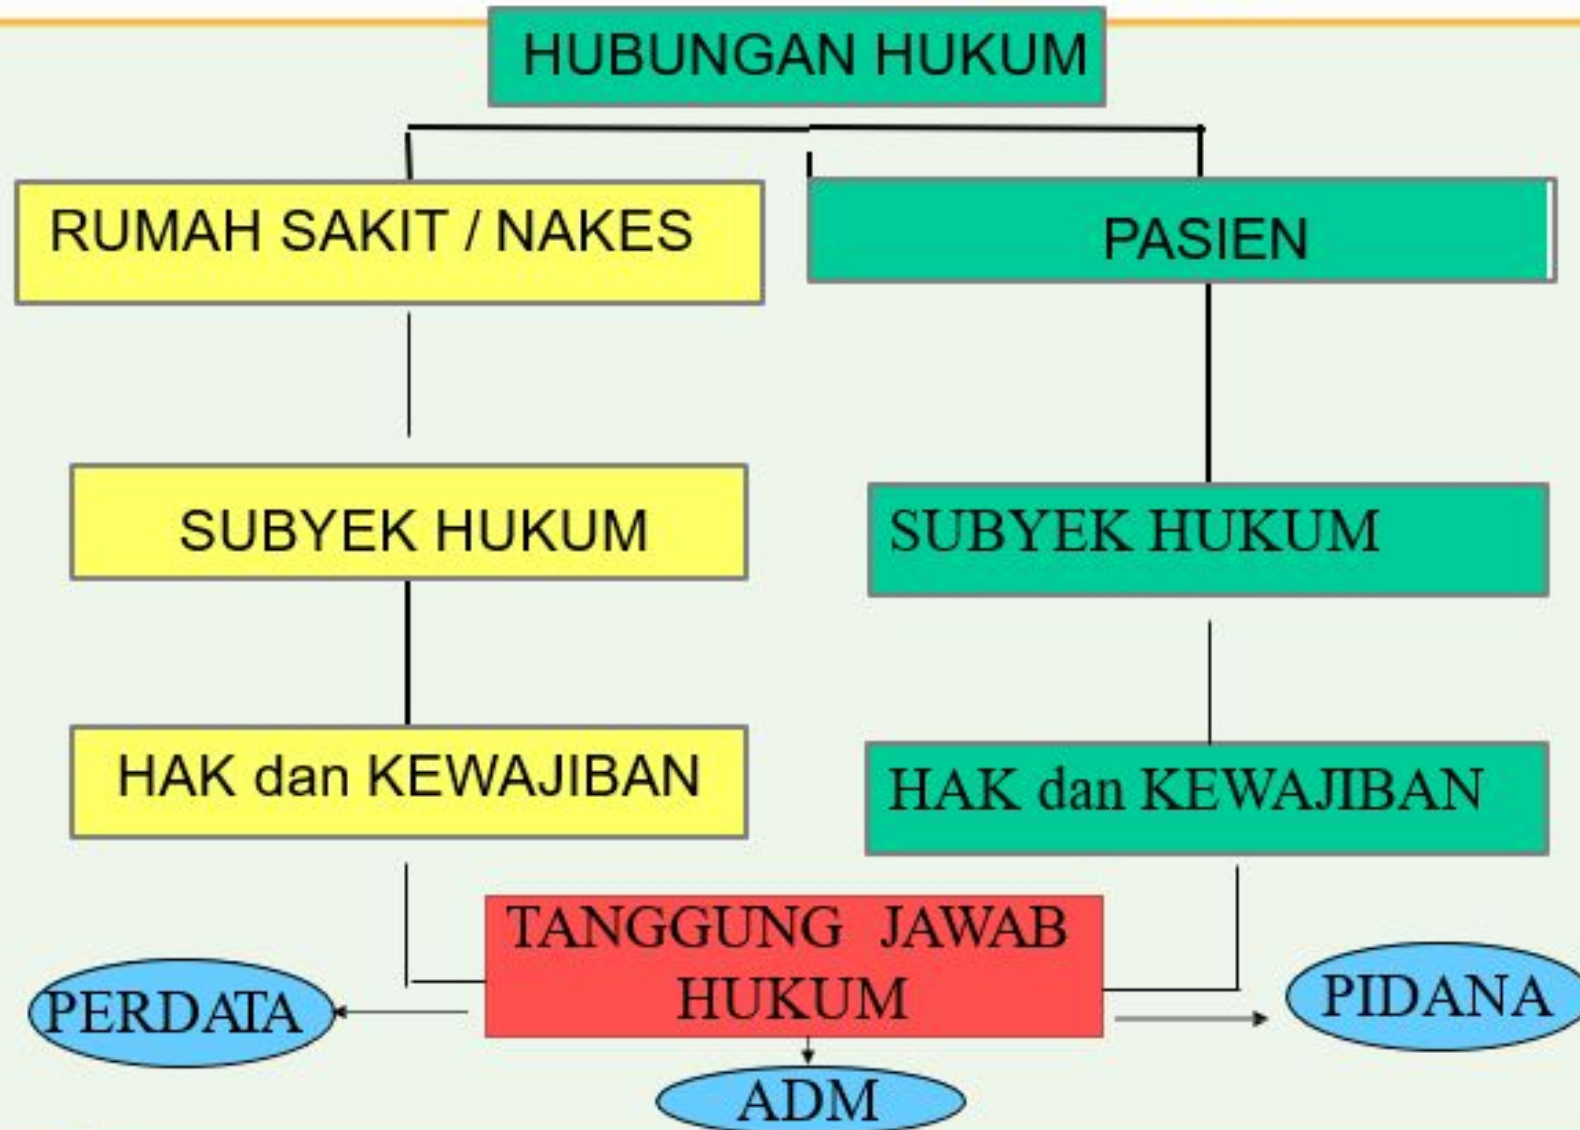 HUBUNGAN HUKUM
RUMAH SAKIT / NAKES
PASIEN
SUBYEK HUKUM
SUBYEK HUKUM
HAK dan KEWAJIBAN
HAK dan KEWAJIBAN
TANGGUNG JAWAB
HUKUM
PERDATA
PIDANA
ADM